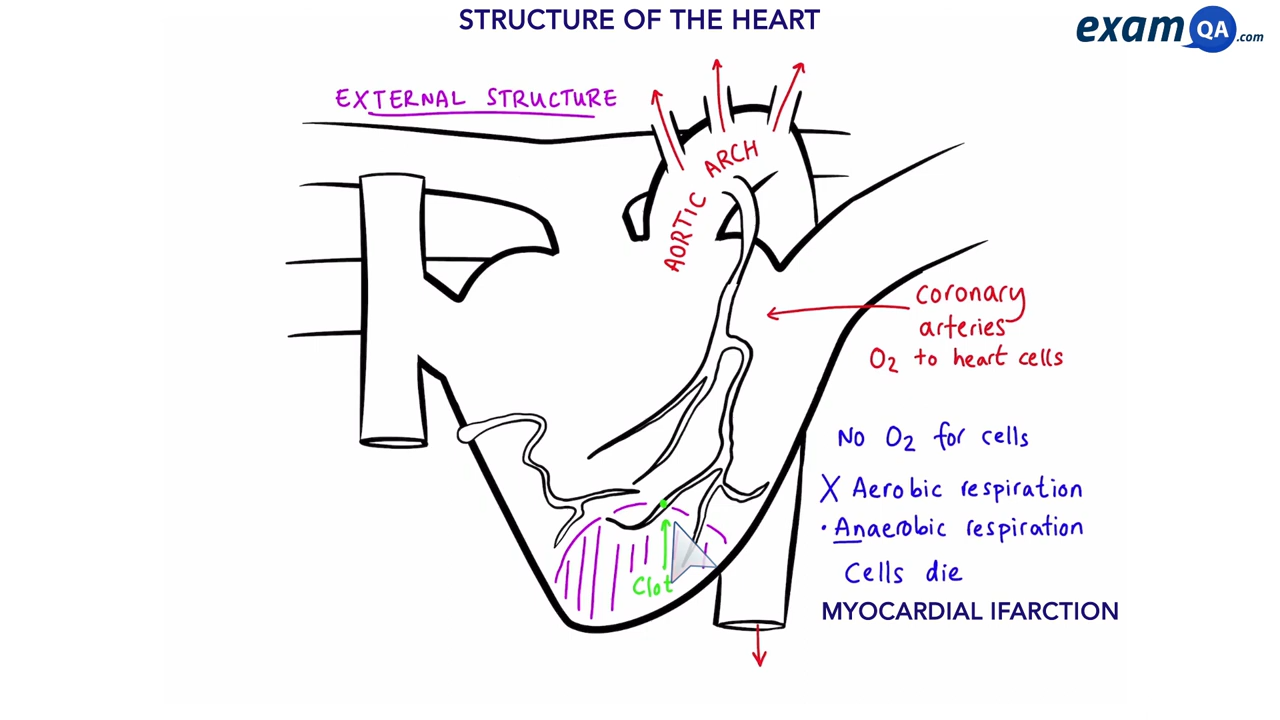 STRUCTURE OF THE HEART
examQA.com
EXTERNAL STRUCTURE
AORTIC ARCH
coronary
arteries
O2 to heart cells
No O2 for cells
X Aerobic respiration
· Anaerobic respiration
Cells die
Clot
MYOCARDIAL IFARCTION